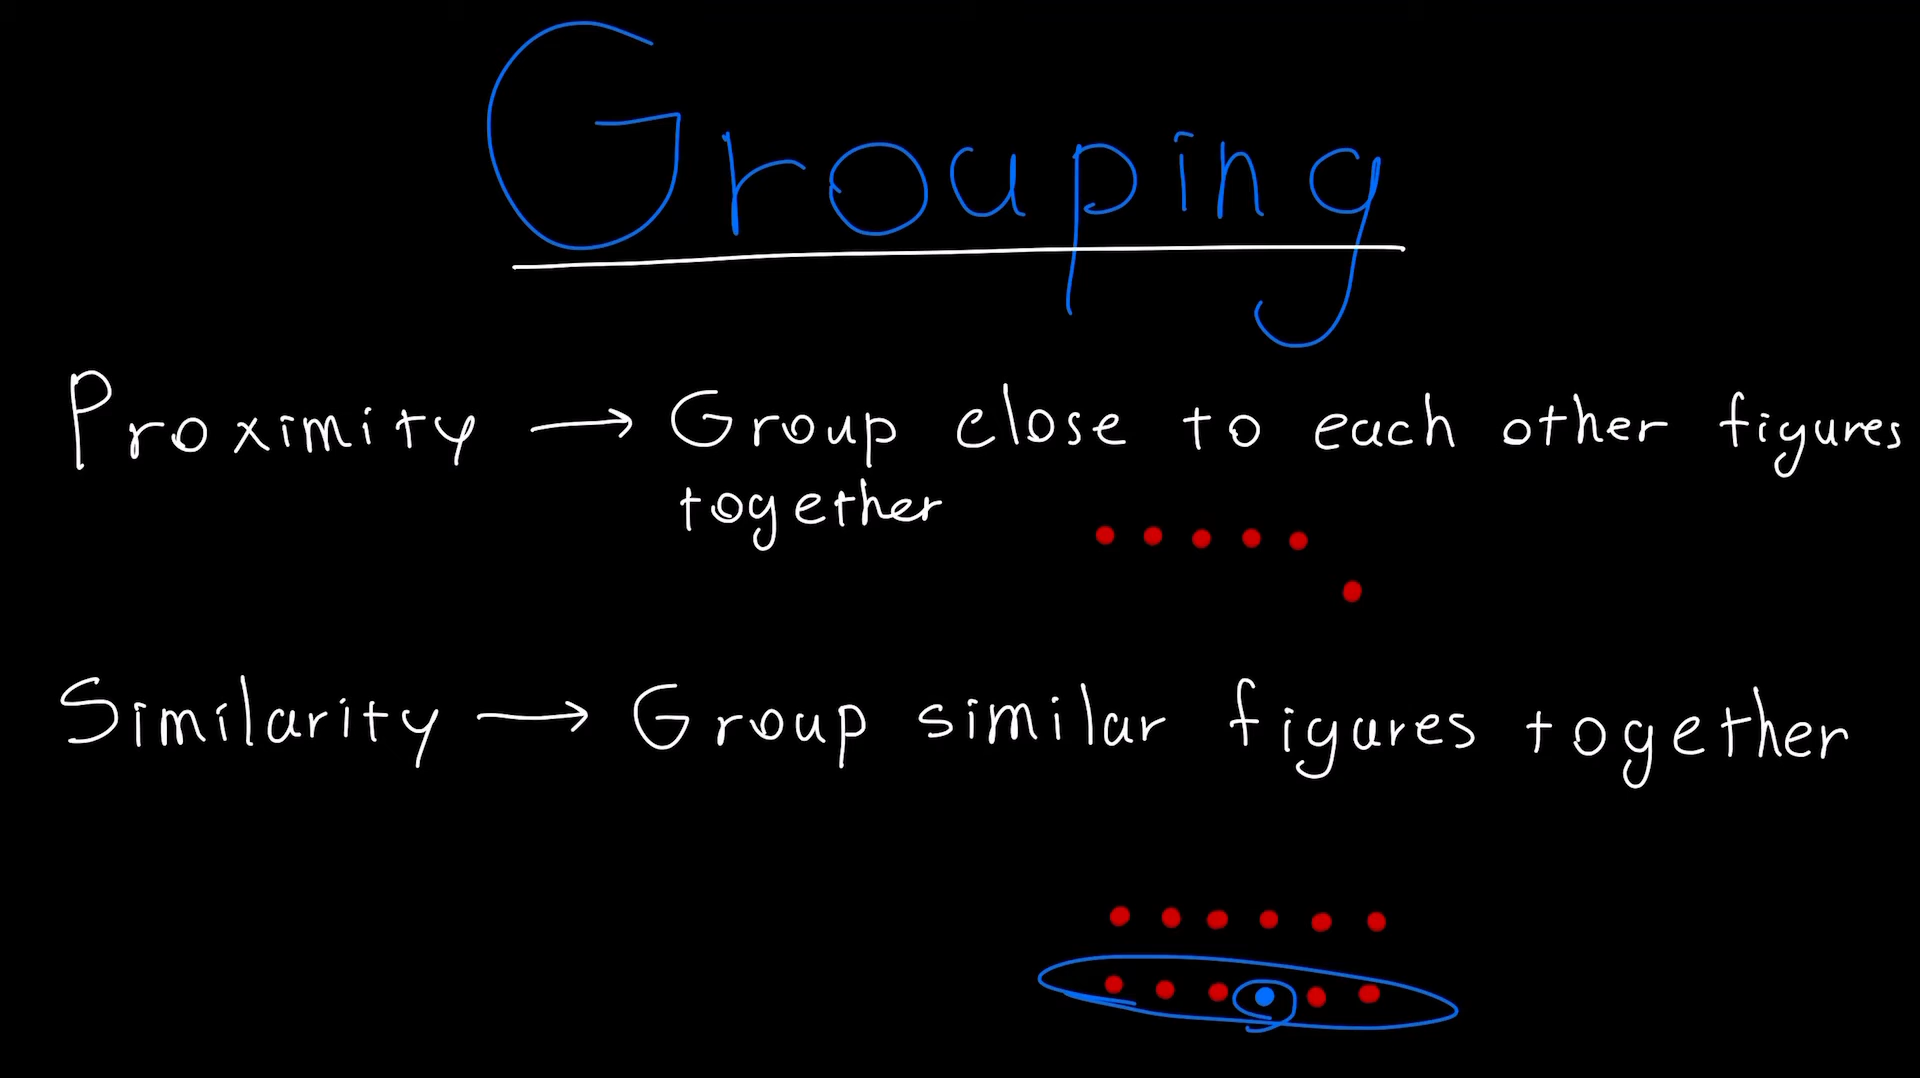 Grouping
Proximity → Group close to each other figures
together
Similarity → Group similar figures together